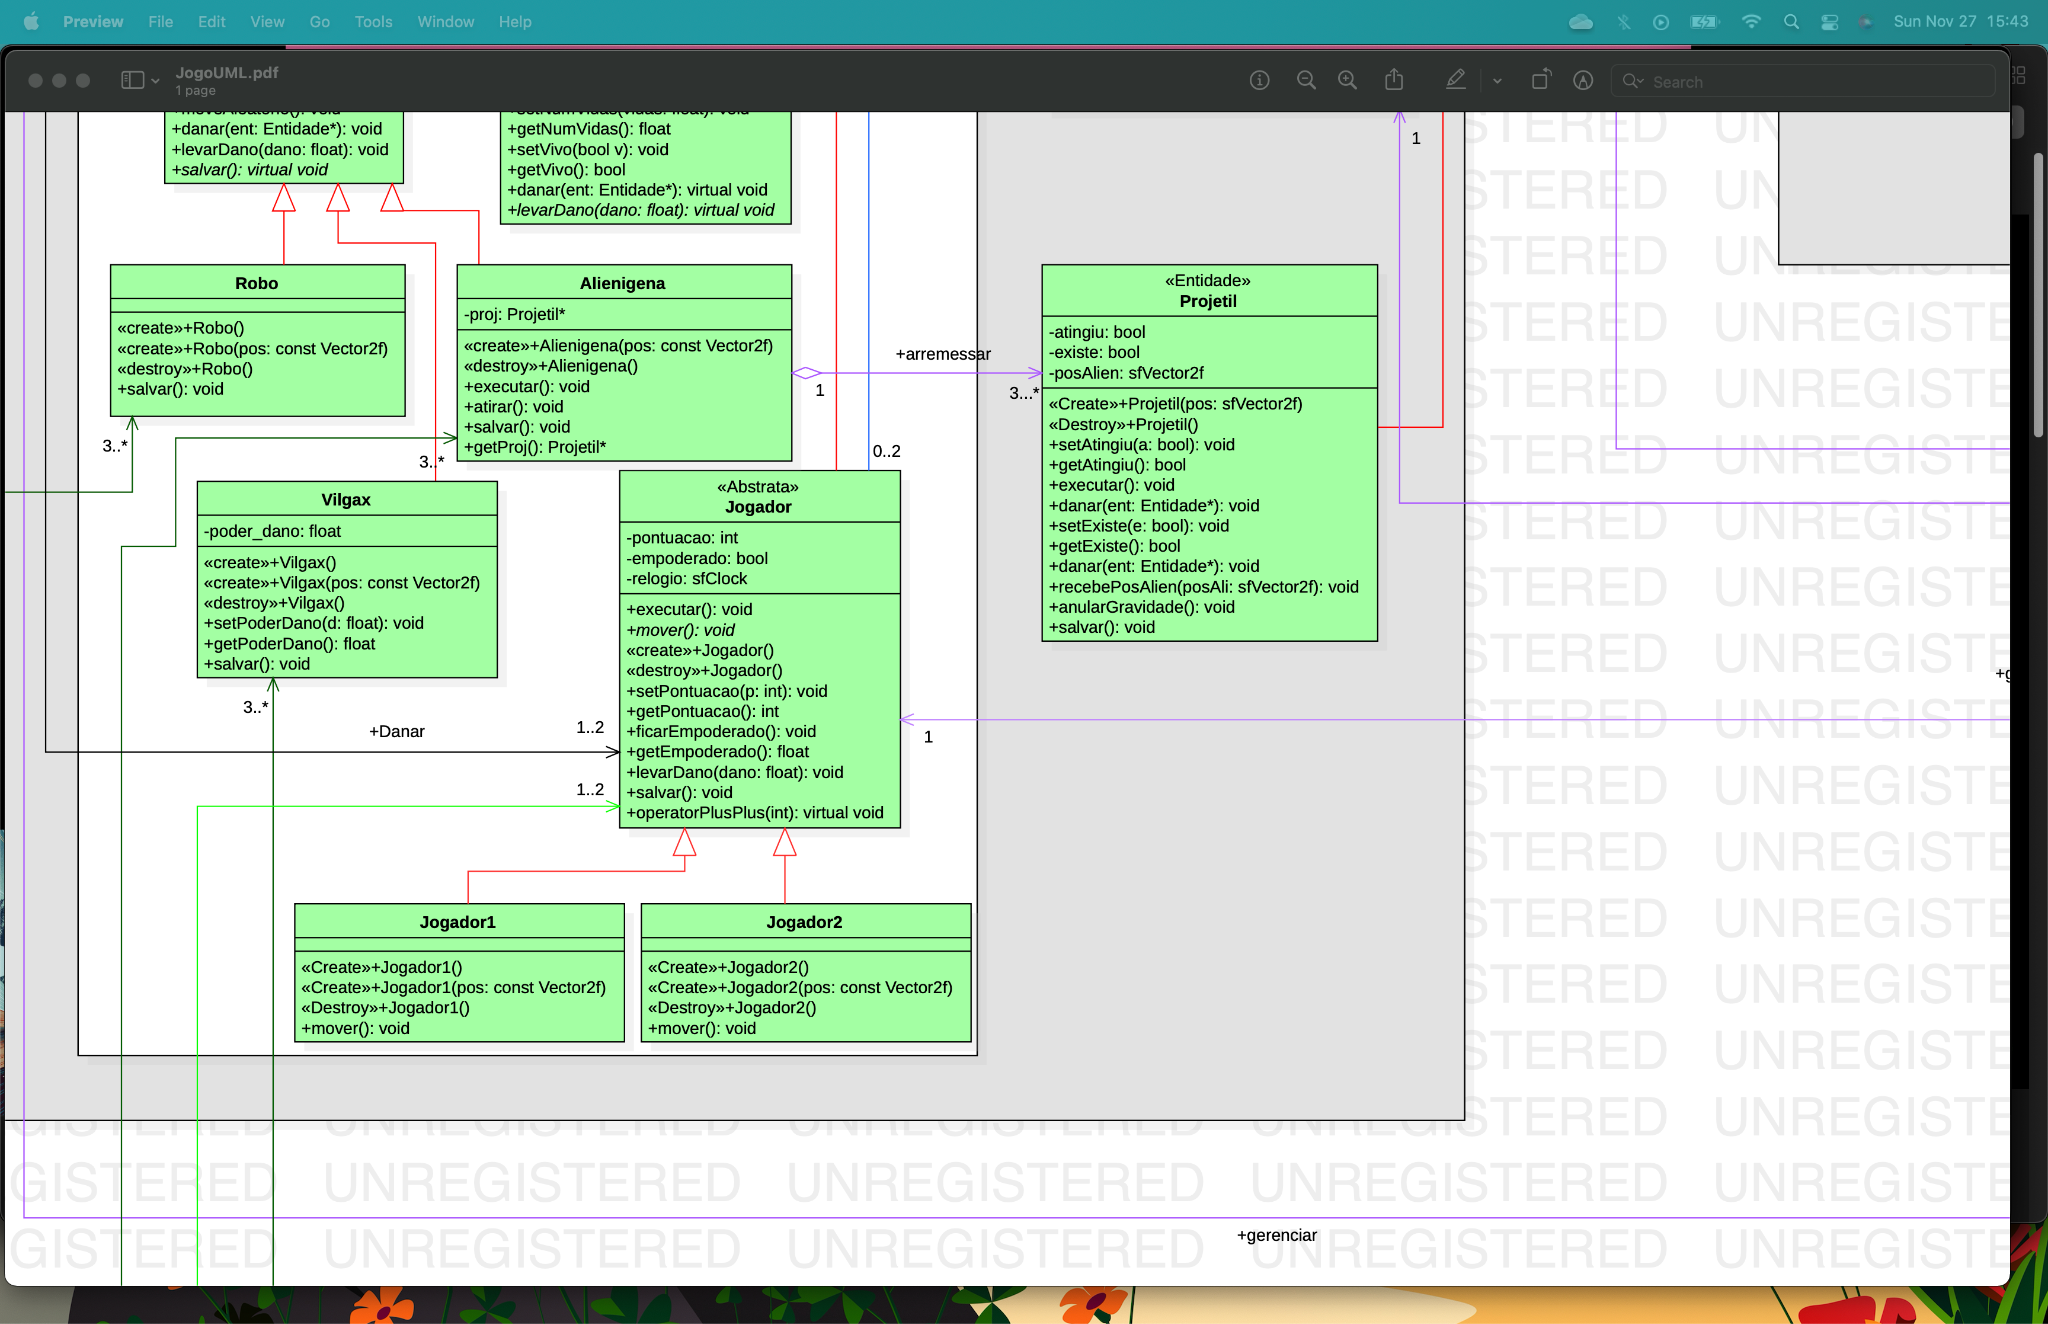 Preview File Edit View Go Tools Window Help
Sun Nov 27 15:43
JogoUML.pdf
1 page
Search
+danar(ent: Entidade*): void
+levarDano(dano: float): void
+salvar(): virtual void
+getNumVidas(): float
+setVivo(bool v): void
+getVivo(): bool
+danar(ent: Entidade*): virtual void
+levarDano(dano: float): virtual void
1
Robo
«create»+Robo()
«create»+Robo(pos: const Vector2f)
«destroy»+Robo()
+salvar(): void
3..*
Alienigena
-proj: Projetil*
«create»+Alienigena(pos: const Vector2f)
«destroy»+Alienigena()
+executar(): void
+atirar(): void
+salvar(): void
+getProj(): Projetil*
3..*
+arremessar
1
3...*
0..2
«Entidade»
Projetil
-atingiu: bool
-existe: bool
-posAlien: sfVector2f
«Create»+Projetil(pos: sfVector2f)
«Destroy»+Projetil()
+setAtingiu(a: bool): void
+getAtingiu(): bool
+executar(): void
+danar(ent: Entidade*): void
+setExiste(e: bool): void
+getExiste(): bool
+danar(ent: Entidade*): void
+recebePosAlien(posAli: sfVector2f): void
+anularGravidade(): void
+salvar(): void
Vilgax
-poder_dano: float
«create»+Vilgax()
«create»+Vilgax(pos: const Vector2f)
«destroy»+Vilgax()
+setPoderDano(d: float): void
+getPoderDano(): float
+salvar(): void
3..*
«Abstrata»
Jogador
-pontuacao: int
-empoderado: bool
-relogio: sfClock
+executar(): void
+mover(): void
«create»+Jogador()
«destroy»+Jogador()
+setPontuacao(p: int): void
+getPontuacao(): int
+ficarEmpoderado(): void
+getEmpoderado(): float
+levarDano(dano: float): void
+salvar(): void
+operatorPlusPlus(int): virtual void
+Danar
1..2
1..2
1
+g
Jogador1
«Create»+Jogador1()
«Create»+Jogador1(pos: const Vector2f)
«Destroy»+Jogador1()
+mover(): void
Jogador2
«Create»+Jogador2()
«Create»+Jogador2(pos: const Vector2f)
«Destroy»+Jogador2()
+mover(): void
GISTERED UNREGISTERED UNREGISTERED UNREGISTERED UNREGISTE
+gerenciar
GISTERED UNREGISTERED UNREGISTERED UNREGISTERED UNREGISTE